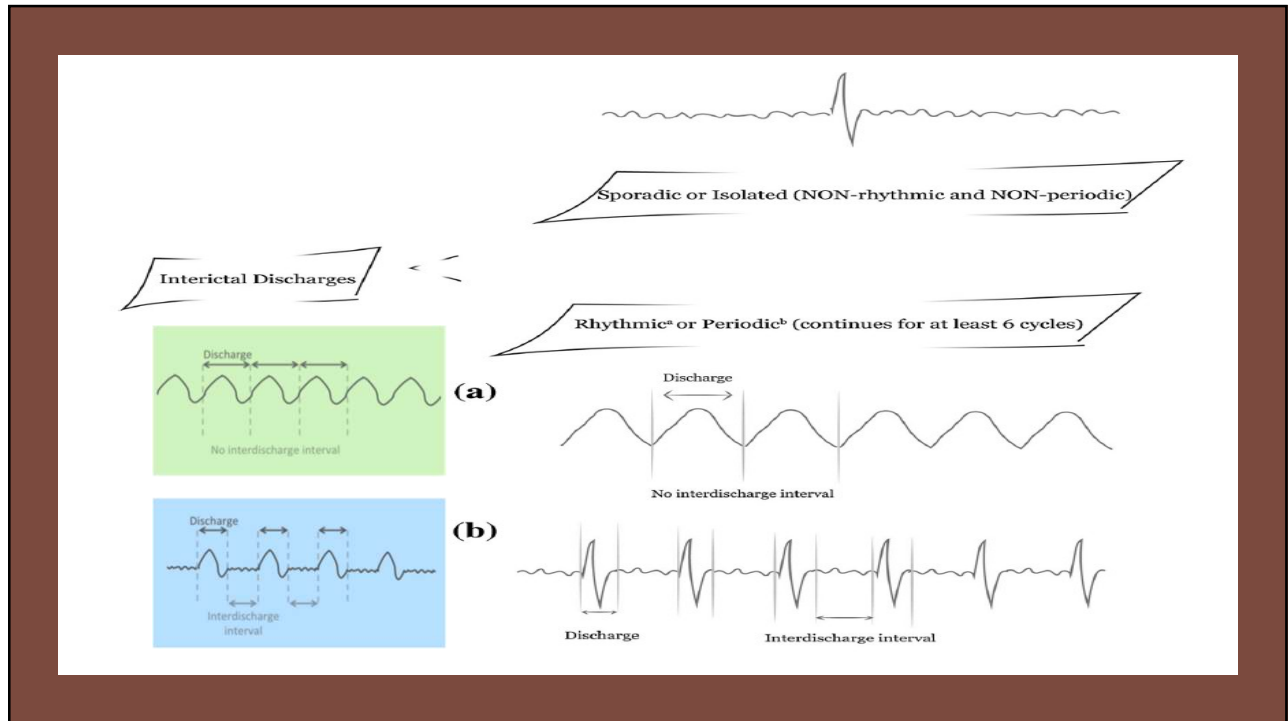 Sporadic or Isolated (NON-rhythmic and NON-periodic)
Interictal Discharges
Rhythmicᵃ or Periodicᵇ (continues for at least 6 cycles)
Discharge
No interdischarge interval
(a)
Discharge
No interdischarge interval
Discharge
Interdischarge
interval
(b)
Discharge
Interdischarge interval